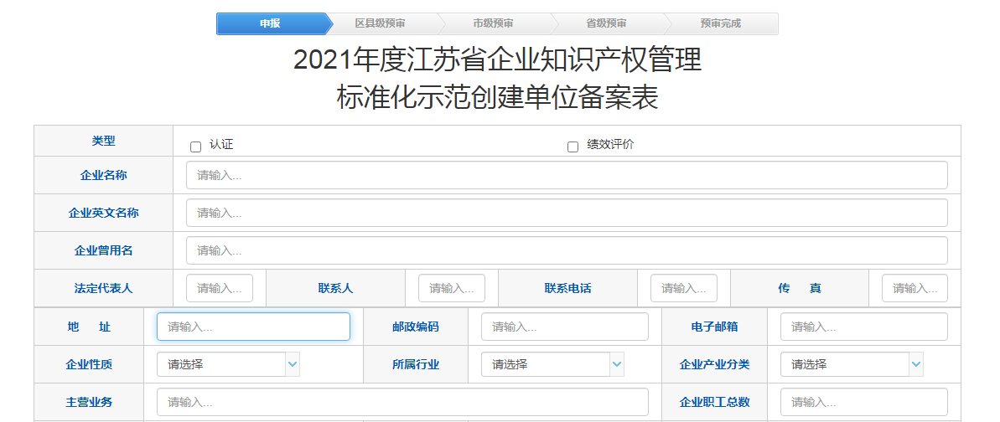 申报 区县级预审 市级预审 省级预审 预审完成
2021年度江苏省企业知识产权管理
标准化示范创建单位备案表
类型 认证 绩效评价
企业名称 请输入...
企业英文名称 请输入...
企业曾用名 请输入...
法定代表人 请输入... 联系人 请输入... 联系电话 请输入... 传 真 请输入...
地 址 请输入... 邮政编码 请输入... 电子邮箱 请输入...
企业性质 请选择 所属行业 请选择 企业产业分类 请选择
主营业务 请输入... 企业职工总数 请输入...